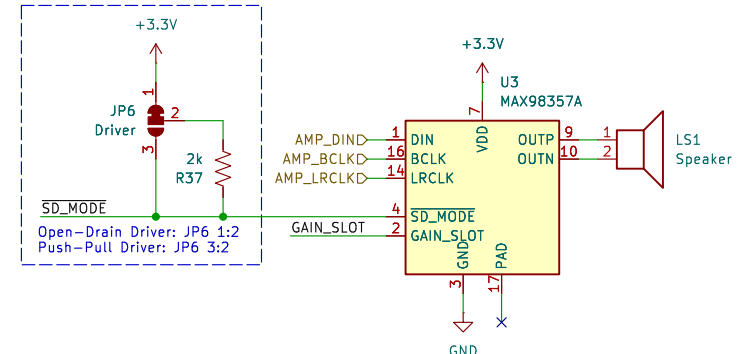 +3.3V
1
JP6
2
Driver
3
2k
R37
SD_MODE
Open-Drain Driver: JP6 1:2
Push-Pull Driver: JP6 3:2
+3.3V
U3
MAX98357A
7
VDD
AMP_DIN
1
DIN
AMP_BCLK
16
BCLK
AMP_LRCLK
14
LRCLK
4
SD_MODE
GAIN_SLOT
2
GAIN_SLOT
OUTP
9
1
OUTN
10
2
LS1
Speaker
GND
3
PAD
17
GND